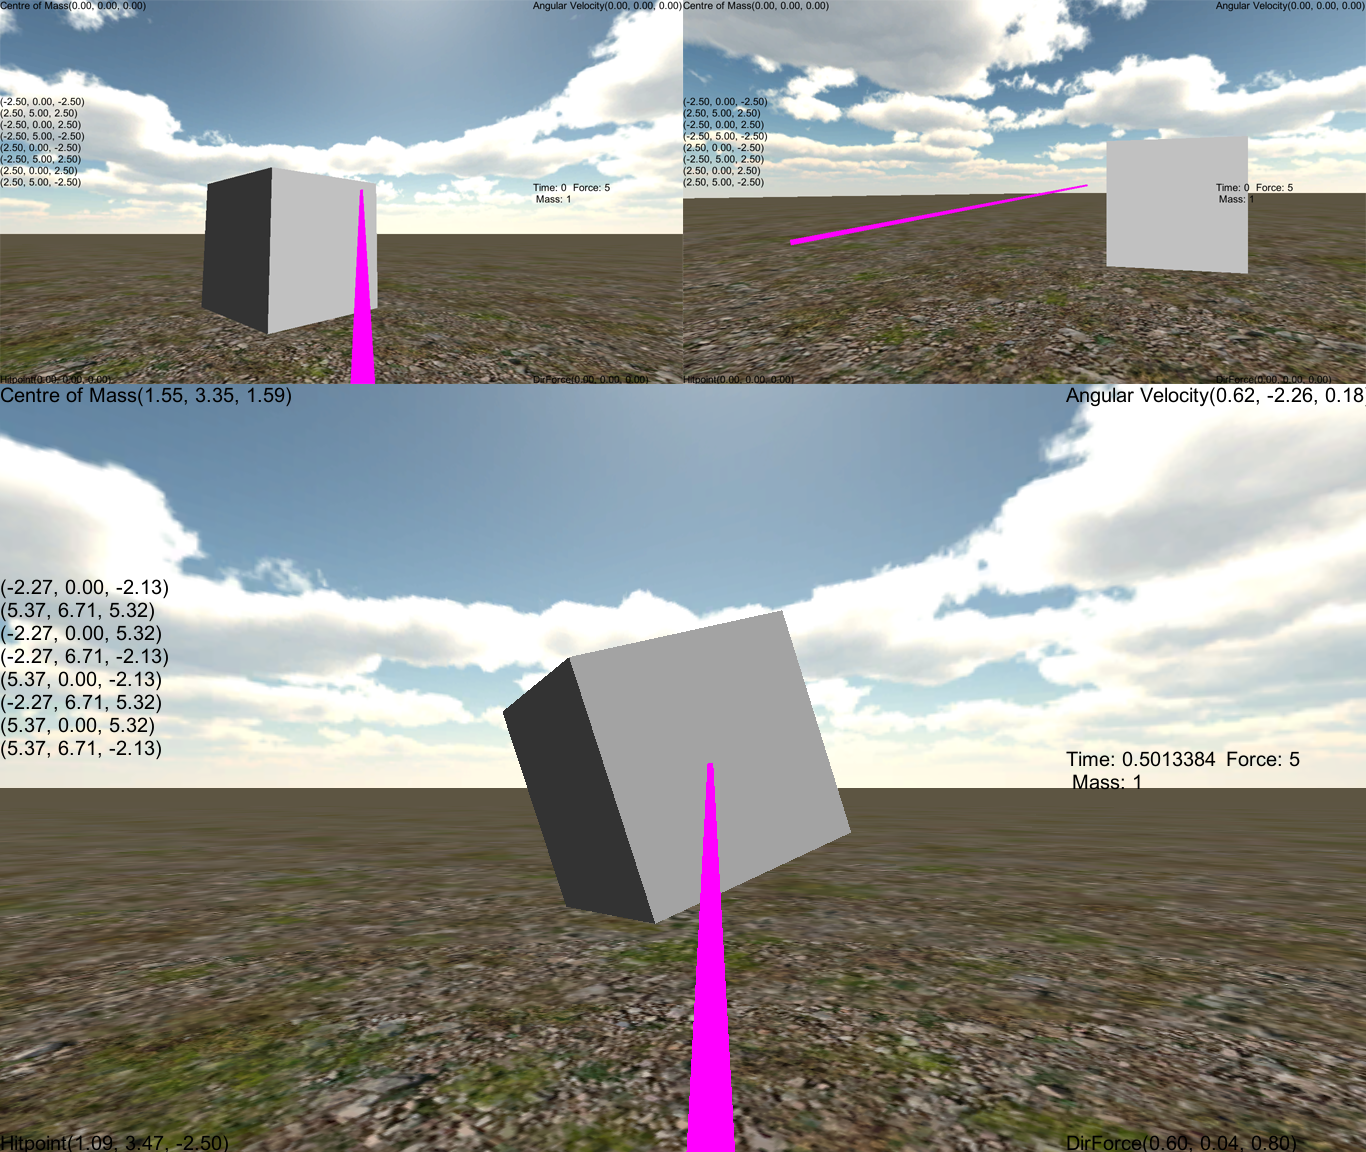 Centre of Mass(0.00, 0.00, 0.00)
Angular Velocity(0.00, 0.00, 0.00)
(-2.50, 0.00, -2.50)
(2.50, 5.00, 2.50)
(-2.50, 0.00, 2.50)
(-2.50, 5.00, -2.50)
(2.50, 0.00, -2.50)
(-2.50, 5.00, 2.50)
(2.50, 0.00, 2.50)
(2.50, 5.00, -2.50)
Time: 0 Force: 5
Mass: 1
Hitpoint(0.00, 0.00, 0.00)
DirForce(0.00, 0.00, 0.00)
Centre of Mass(0.00, 0.00, 0.00)
Angular Velocity(0.00, 0.00, 0.00)
(-2.50, 0.00, -2.50)
(2.50, 5.00, 2.50)
(-2.50, 0.00, 2.50)
(-2.50, 5.00, -2.50)
(2.50, 0.00, -2.50)
(-2.50, 5.00, 2.50)
(2.50, 0.00, 2.50)
(2.50, 5.00, -2.50)
Time: 0 Force: 5
Mass: 1
Hitpoint(0.00, 0.00, 0.00)
DirForce(0.00, 0.00, 0.00)
Centre of Mass(1.55, 3.35, 1.59)
Angular Velocity(0.62, -2.26, 0.18
(-2.27, 0.00, -2.13)
(5.37, 6.71, 5.32)
(-2.27, 0.00, 5.32)
(-2.27, 6.71, -2.13)
(5.37, 0.00, -2.13)
(-2.27, 6.71, 5.32)
(5.37, 0.00, 5.32)
(5.37, 6.71, -2.13)
Time: 0.5013384 Force: 5
Mass: 1
Hitpoint(1.09, 3.47, -2.50)
DirForce(0.60, 0.04, 0.80)